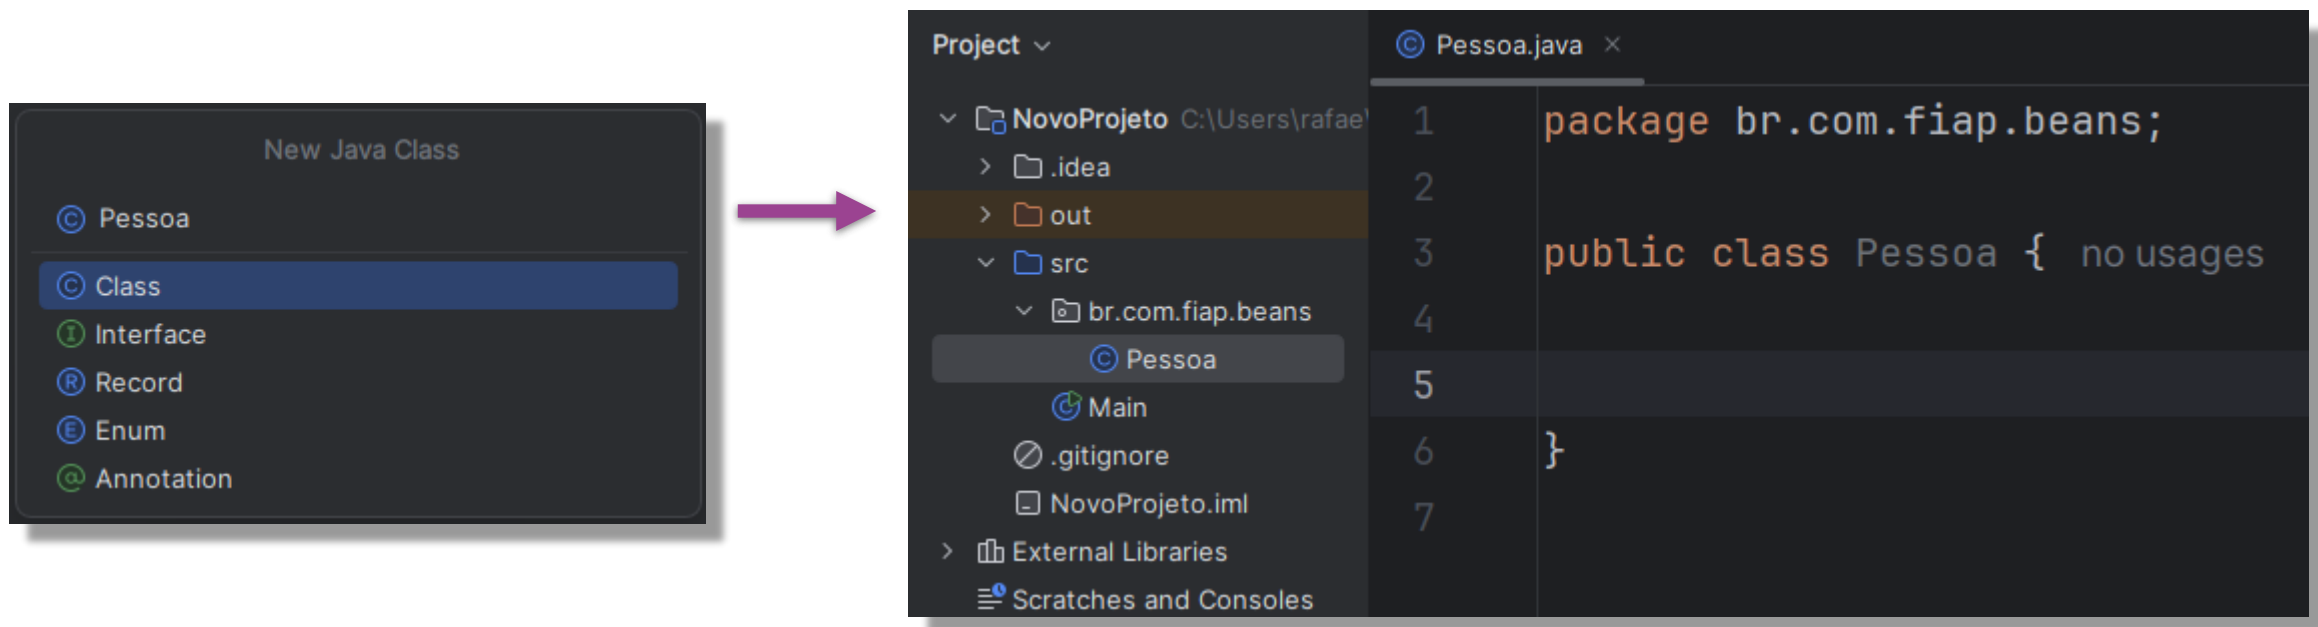 New Java Class
Pessoa
Class
Interface
Record
Enum
Annotation
Project
NovoProjeto C:\Users\rafae\
.idea
out
src
br.com.fiap.beans
Pessoa
Main
.gitignore
NovoProjeto.iml
External Libraries
Scratches and Consoles
Pessoa.java
1 package br.com.fiap.beans;
2
3 public class Pessoa { no usages
4
5
6 }
7